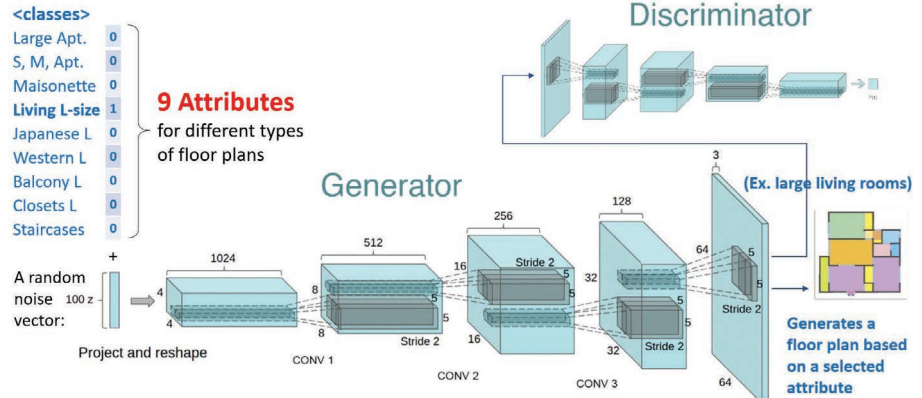 <classes>
Large Apt. 0
S, M, Apt. 0
Maisonette 0
Living L-size 1
Japanese L 0
Western L 0
Balcony L 0
Closets L 0
Staircases 0
9 Attributes
for different types
of floor plans
+
A random
noise
vector:
100 z
Project and reshape
Generator
4
4
1024
CONV 1
8
8
512
5
5
Stride 2
CONV 2
16
16
256
Stride 2
5
5
CONV 3
32
32
128
5
5
Stride 2
64
64
3
5
5
Stride 2
Discriminator
(Ex. large living rooms)
Generates a
floor plan based
on a selected
attribute